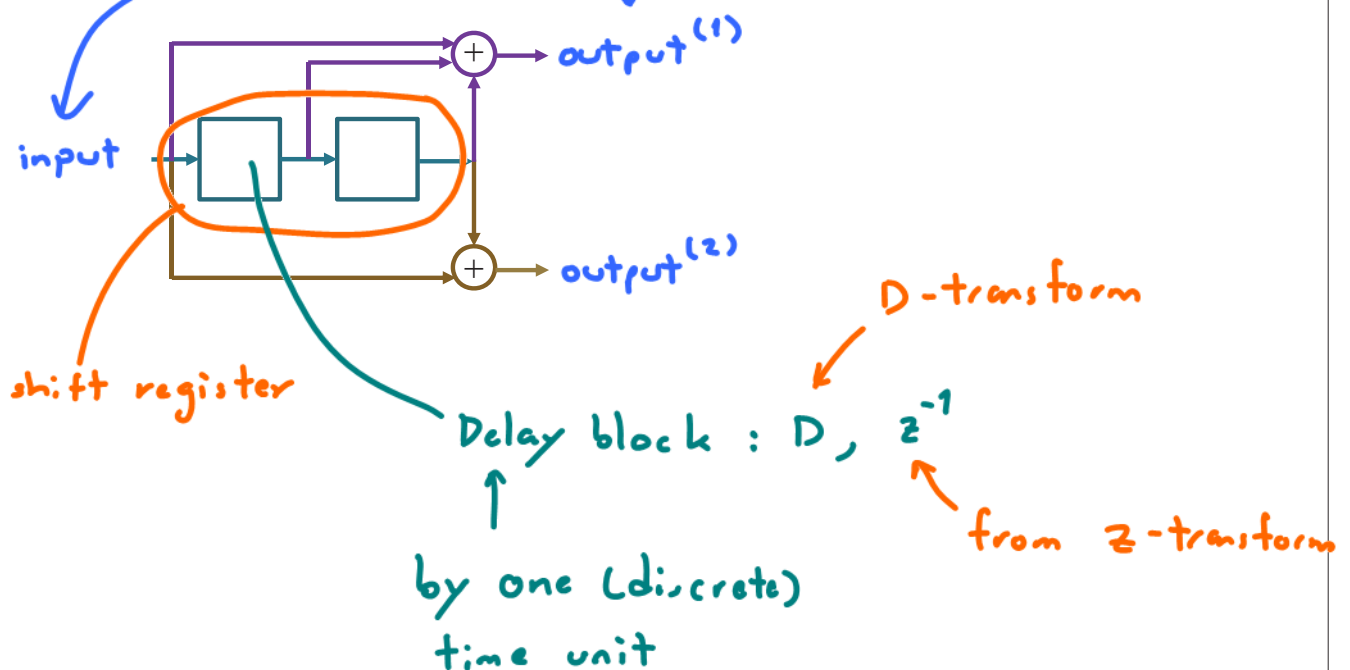 +
output(1)
input
+
output(2)
D-transform
shift register
Delay block : D, z⁻¹
from z-transform
by one (discrete)
time unit